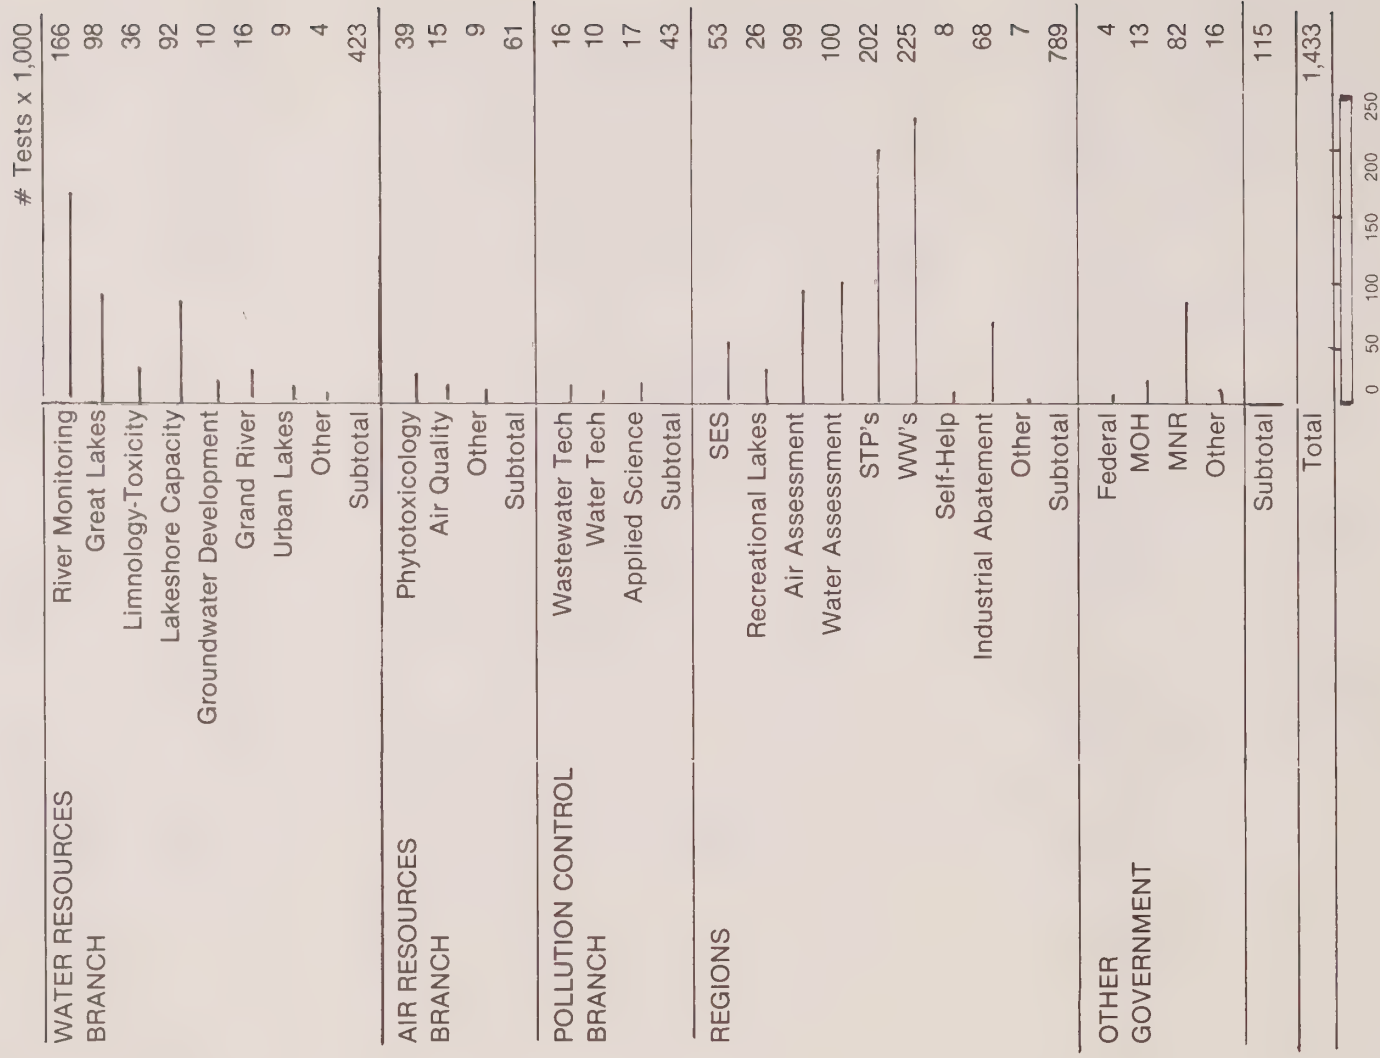 # Tests x 1,000
WATER RESOURCES
BRANCH
River Monitoring 166
Great Lakes 98
Limnology-Toxicity 36
Lakeshore Capacity 92
Groundwater Development 10
Grand River 16
Urban Lakes 9
Other 4
Subtotal 423
AIR RESOURCES
BRANCH
Phytotoxicology 39
Air Quality 15
Other 9
Subtotal 61
POLLUTION CONTROL
BRANCH
Wastewater Tech 16
Water Tech 10
Applied Science 17
Subtotal 43
REGIONS
SES 53
Recreational Lakes 26
Air Assessment 99
Water Assessment 100
STP's 202
WW's 225
Self-Help 8
Industrial Abatement 68
Other 7
Subtotal 789
OTHER
GOVERNMENT
Federal 4
MOH 13
MNR 82
Other 16
Subtotal 115
Total 1,433
0 50 100 150 200 250